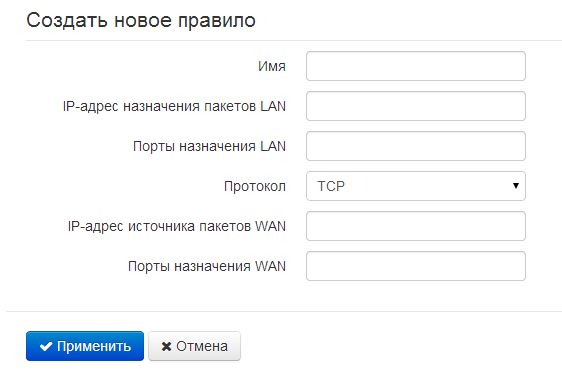 Создать новое правило
Имя
IP-адрес назначения пакетов LAN
Порты назначения LAN
Протокол TCP
IP-адрес источника пакетов WAN
Порты назначения WAN
Применить Отмена